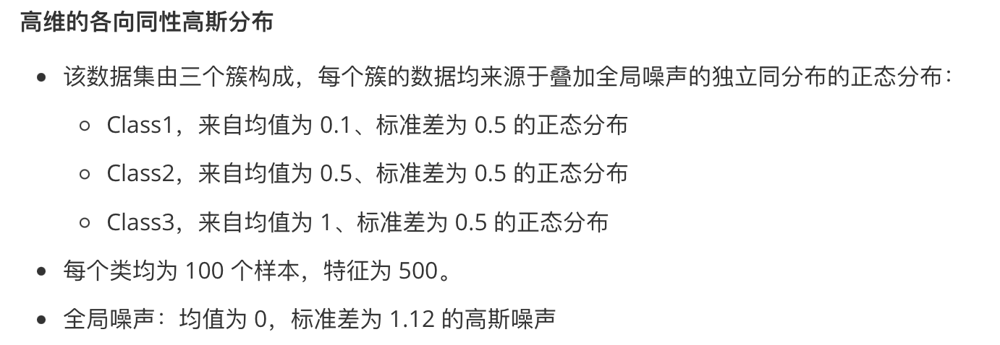 高维的各向同性高斯分布
该数据集由三个簇构成，每个簇的数据均来源于叠加全局噪声的独立同分布的正态分布：
Class1，来自均值为 0.1、标准差为 0.5 的正态分布
Class2，来自均值为 0.5、标准差为 0.5 的正态分布
Class3，来自均值为 1、标准差为 0.5 的正态分布
每个类均为 100 个样本，特征为 500。
全局噪声：均值为 0，标准差为 1.12 的高斯噪声